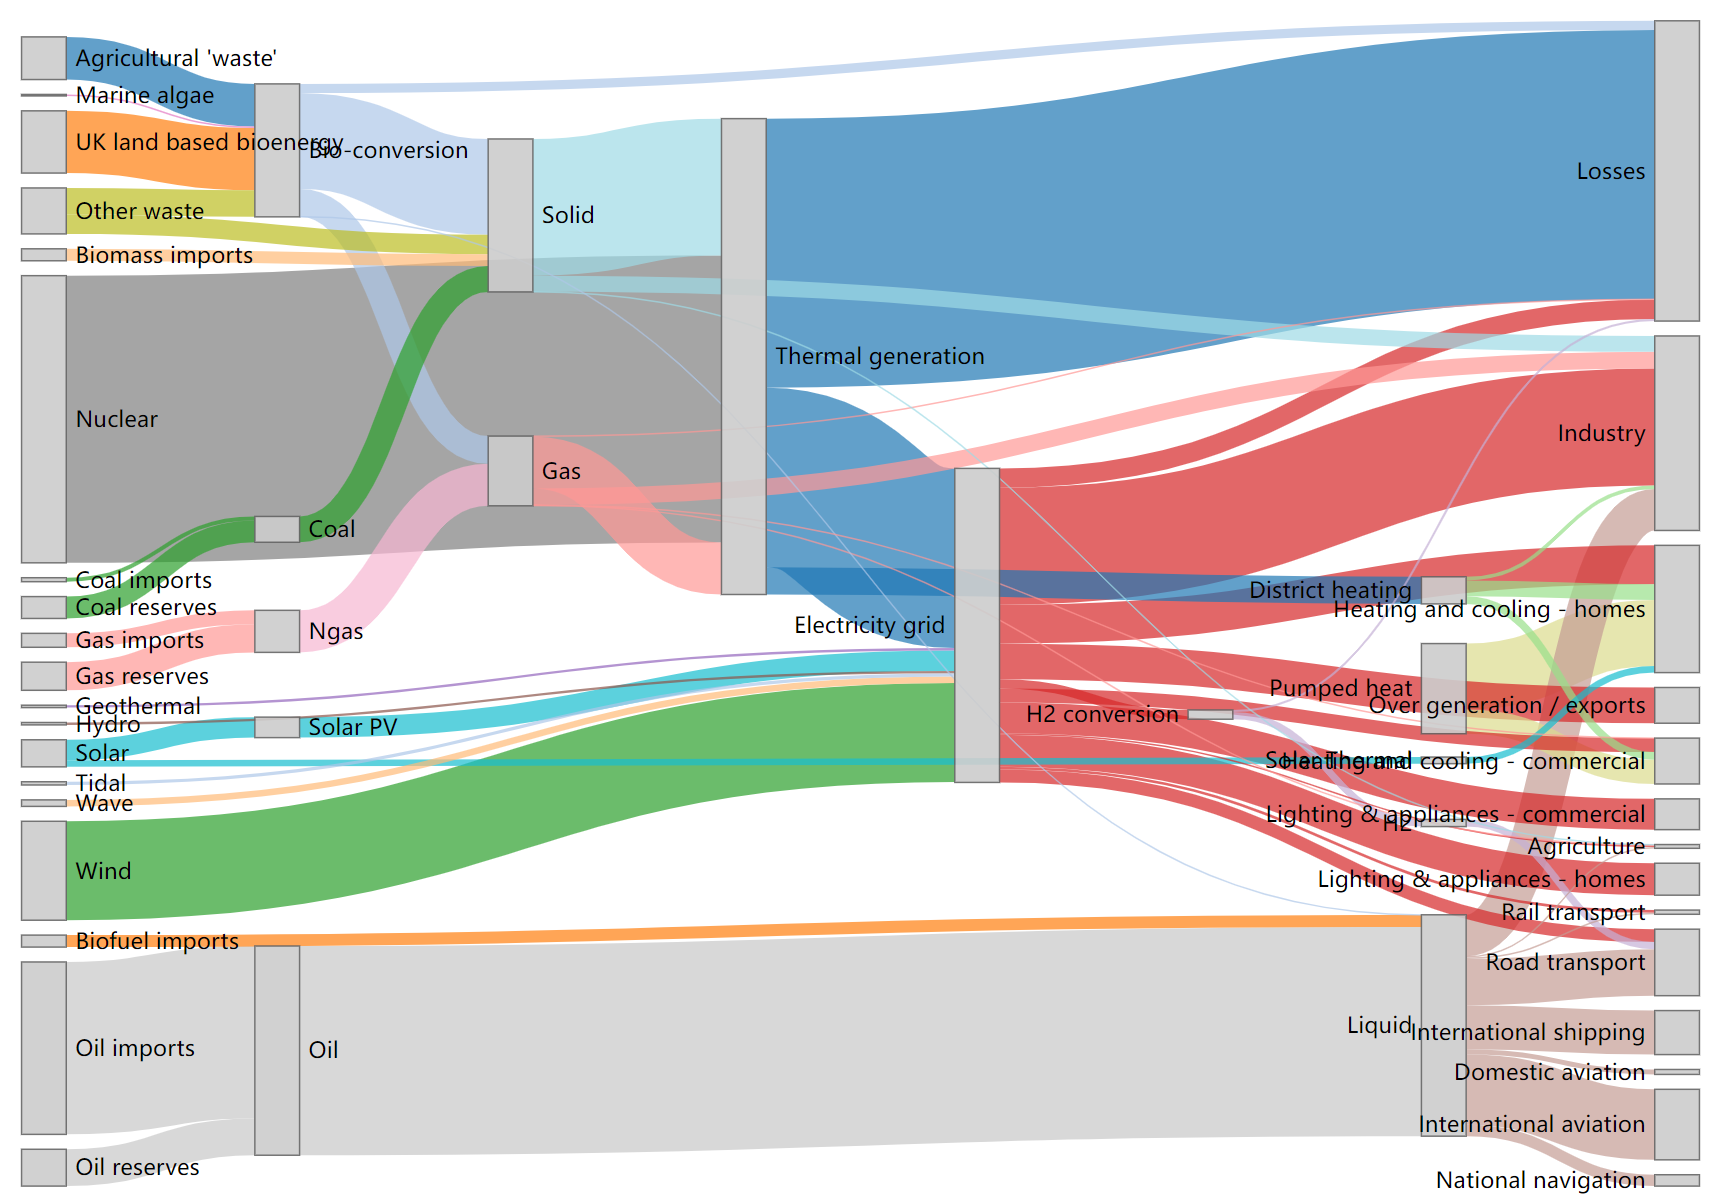 Agricultural 'waste'
Marine algae
UK land based bioenergy
Bio-conversion
Other waste
Biomass imports
Nuclear
Coal
Coal imports
Coal reserves
Gas imports
Ngas
Gas reserves
Geothermal
Hydro
Solar PV
Solar
Tidal
Wave
Wind
Biofuel imports
Oil imports
Oil
Oil reserves
Solid
Gas
Thermal generation
Electricity grid
H2 conversion
District heating
Pumped heat
Solar Thermal
H2
Liquid
Losses
Industry
Heating and cooling - homes
Over generation / exports
Heating and cooling - commercial
Lighting & appliances - commercial
Agriculture
Lighting & appliances - homes
Rail transport
Road transport
International shipping
Domestic aviation
International aviation
National navigation